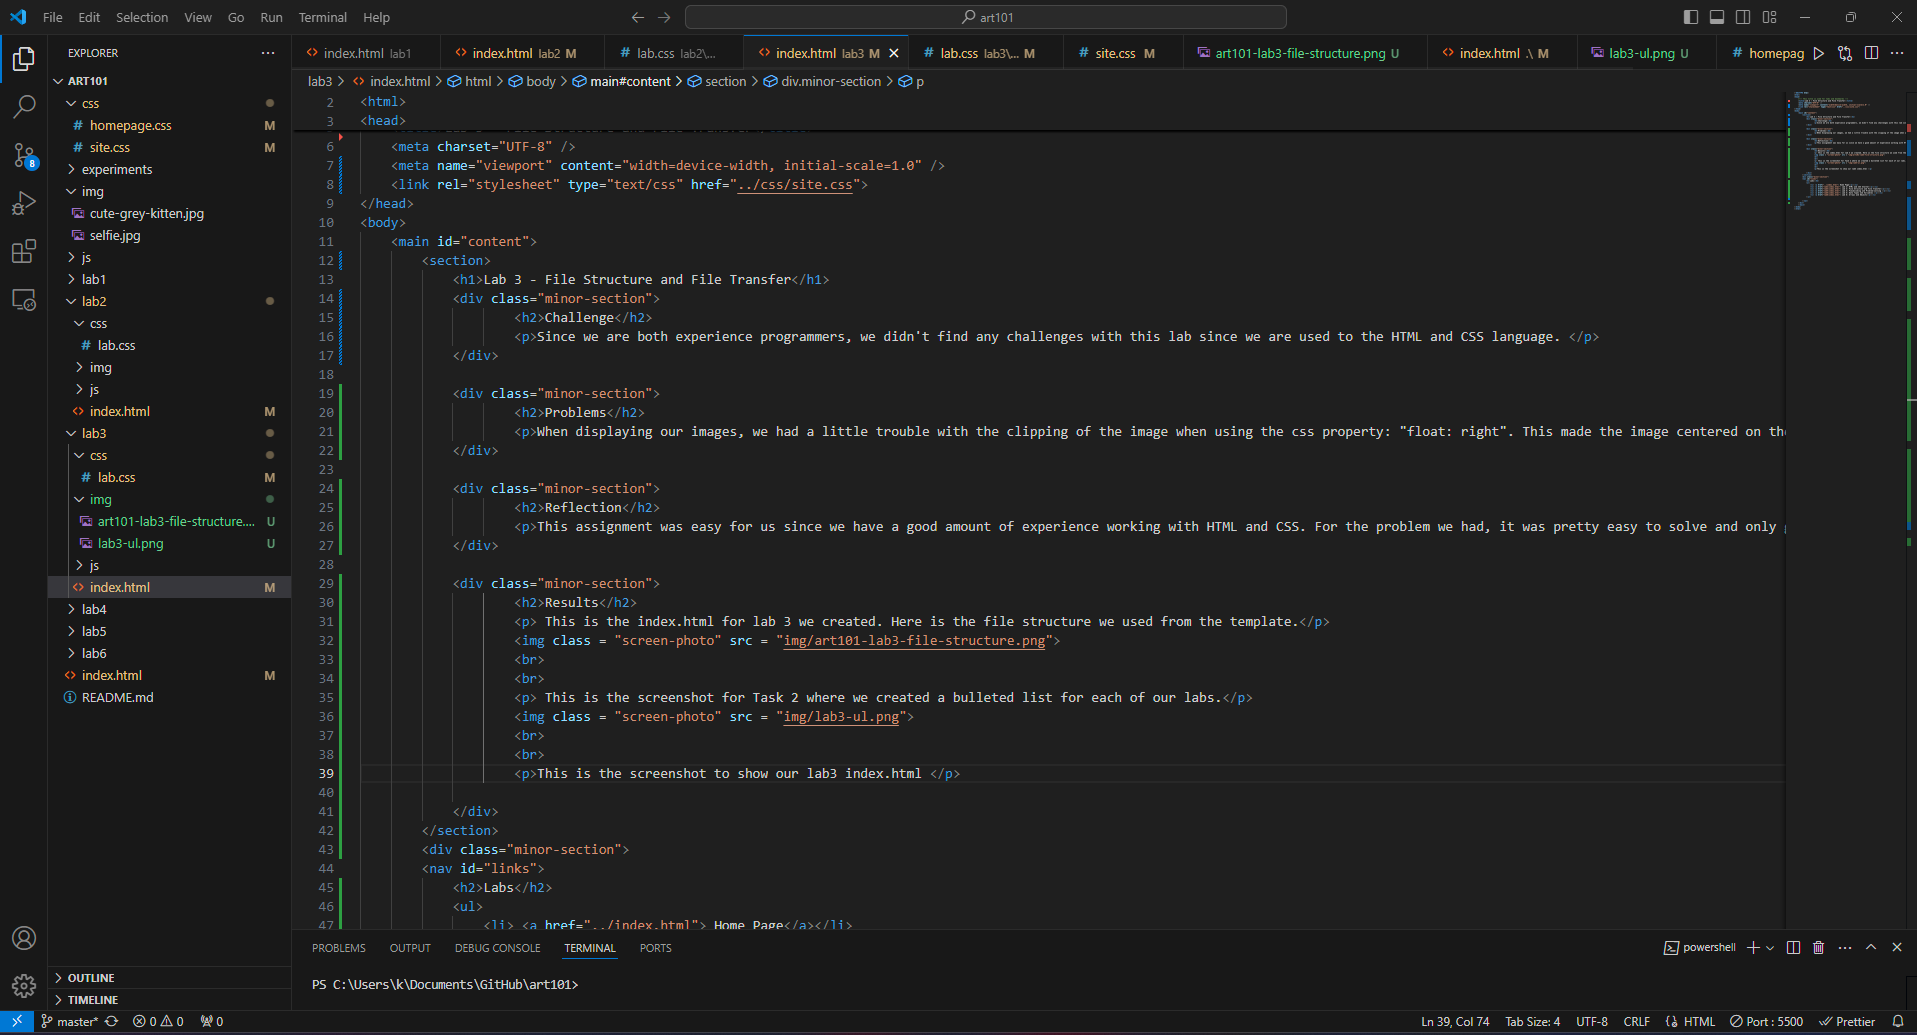 File Edit Selection View Go Run Terminal Help
art101
EXPLORER
ART101
css
homepage.css M
site.css M
experiments
img
cute-grey-kitten.jpg
selfie.jpg
js
lab1
lab2
css
lab.css
img
js
index.html M
lab3
css
lab.css M
img
art101-lab3-file-structure.... U
lab3-ul.png U
js
index.html M
lab4
lab5
lab6
index.html M
README.md
OUTLINE
TIMELINE
8
index.html lab1 index.html lab2 M lab.css lab2\... index.html lab3 M lab.css lab3\... M site.css M art101-lab3-file-structure.png U index.html .\ M lab3-ul.png U homepag
lab3 > index.html > html > body > main#content > section > div.minor-section > p
2 <html>
3 <head>
6 <meta charset="UTF-8" />
7 <meta name="viewport" content="width=device-width, initial-scale=1.0" />
8 <link rel="stylesheet" type="text/css" href="../css/site.css">
9 </head>
10 <body>
11 <main id="content">
12 <section>
13 <h1>Lab 3 - File Structure and File Transfer</h1>
14 <div class="minor-section">
15 <h2>Challenge</h2>
16 <p>Since we are both experience programmers, we didn't find any challenges with this lab since we are used to the HTML and CSS language. </p>
17 </div>
18
19 <div class="minor-section">
20 <h2>Problems</h2>
21 <p>When displaying our images, we had a little trouble with the clipping of the image when using the css property: "float: right". This made the image centered on the
22 </div>
23
24 <div class="minor-section">
25 <h2>Reflection</h2>
26 <p>This assignment was easy for us since we have a good amount of experience working with HTML and CSS. For the problem we had, it was pretty easy to solve and only
27 </div>
28
29 <div class="minor-section">
30 <h2>Results</h2>
31 <p> This is the index.html for lab 3 we created. Here is the file structure we used from the template.</p>
32 <img class = "screen-photo" src = "img/art101-lab3-file-structure.png">
33 <br>
34 <br>
35 <p> This is the screenshot for Task 2 where we created a bulleted list for each of our labs.</p>
36 <img class = "screen-photo" src = "img/lab3-ul.png">
37 <br>
38 <br>
39 <p>This is the screenshot to show our lab3 index.html </p>
40
41 </div>
42 </section>
43 <div class="minor-section">
44 <nav id="links">
45 <h2>Labs</h2>
46 <ul>
47 <li> <a href="../index.html"> Home Page</a></li>
PROBLEMS OUTPUT DEBUG CONSOLE TERMINAL PORTS
powershell
PS C:\Users\k\Documents\GitHub\art101>
master* 0 0 0
Ln 39, Col 74 Tab Size: 4 UTF-8 CRLF HTML Port : 5500 Prettier